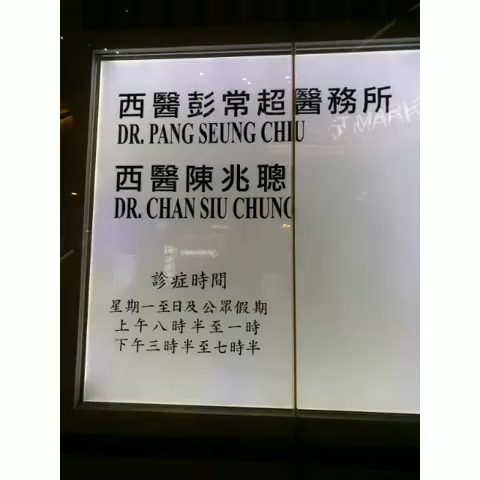 西醫彭常超醫務所
DR. PANG SEUNG CHIU
西醫陳兆聰
DR. CHAN SIU CHUNG
診症時間
星期一至日及公眾假期
上午八時半至一時
下午三時半至七時半